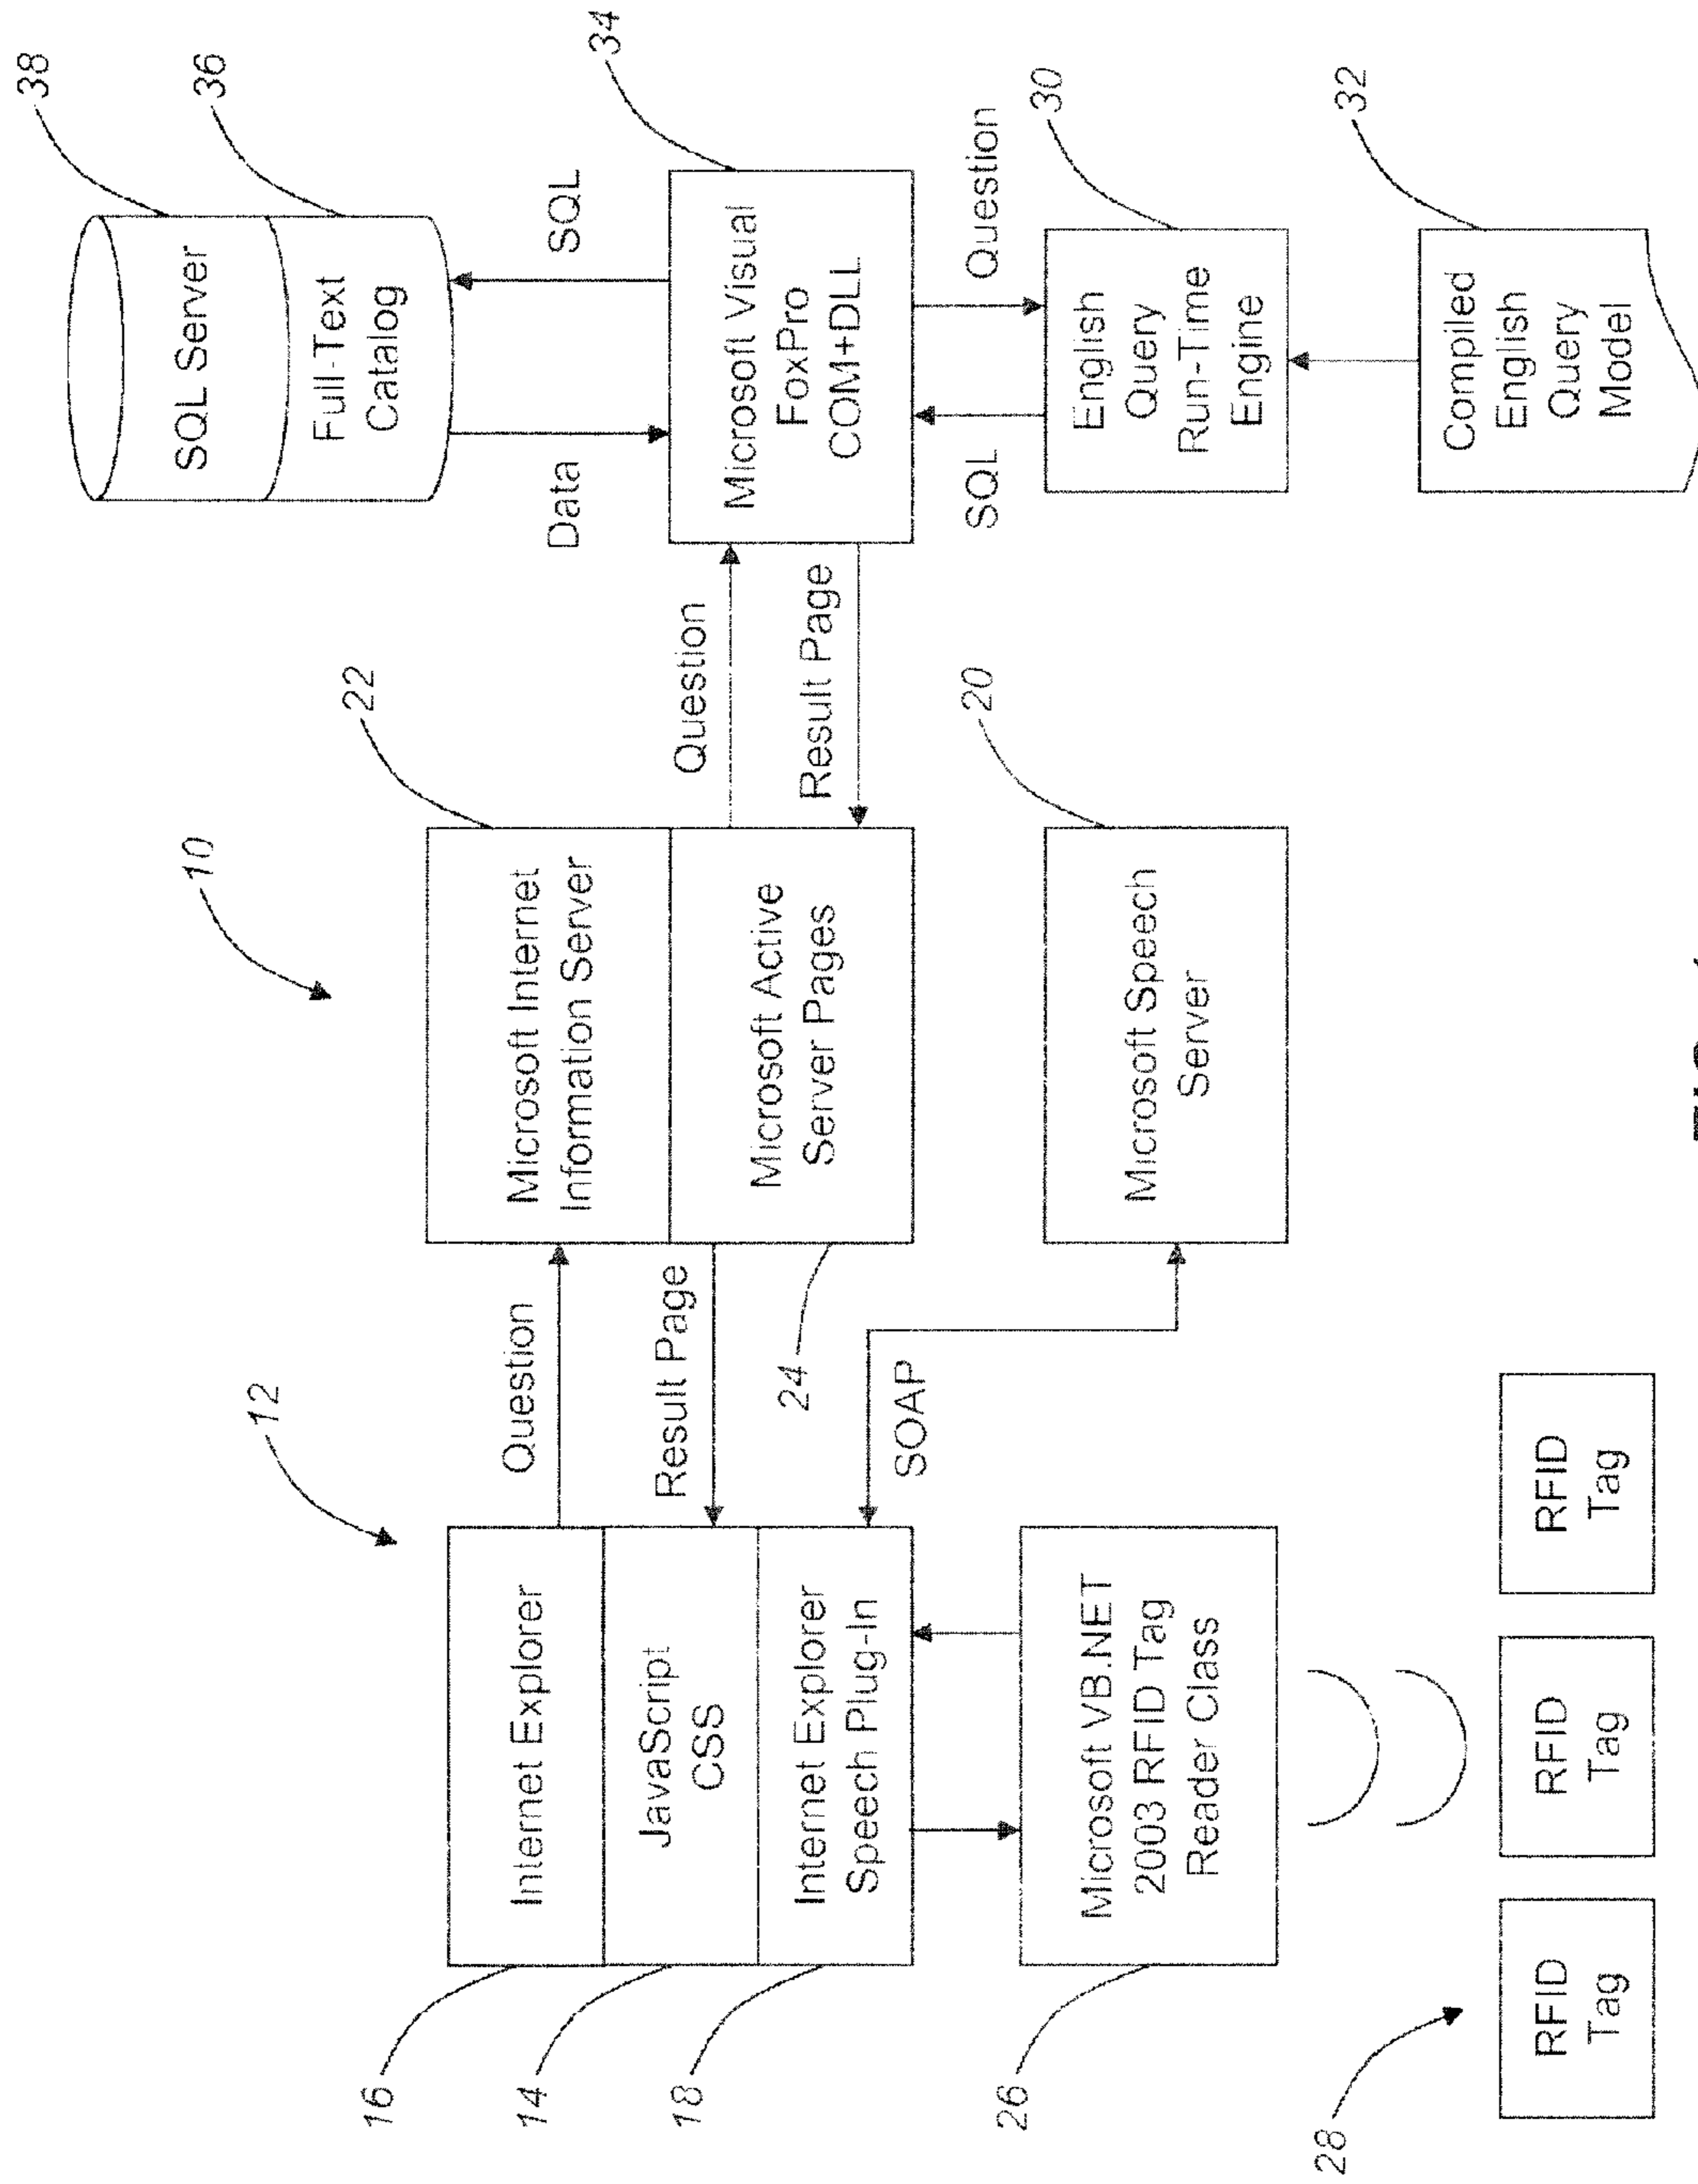 10
12
38
SQL Server
36
Full-Text
Catalog
16
Internet Explorer
14
JavaScript
CSS
18
Internet Explorer
Speech Plug-In
Question
Result Page
SOAP
22
Microsoft Internet
Information Server
24
Microsoft Active
Server Pages
Question
Result Page
Data
SQL
34
Microsoft Visual
FoxPro
COM+DLL
SQL
Question
26
Microsoft VB.NET
2003 RFID Tag
Reader Class
20
Microsoft Speech
Server
30
English
Query
Run-Time
Engine
32
Compiled
English
Query
Model
28
RFID
Tag
RFID
Tag
RFID
Tag